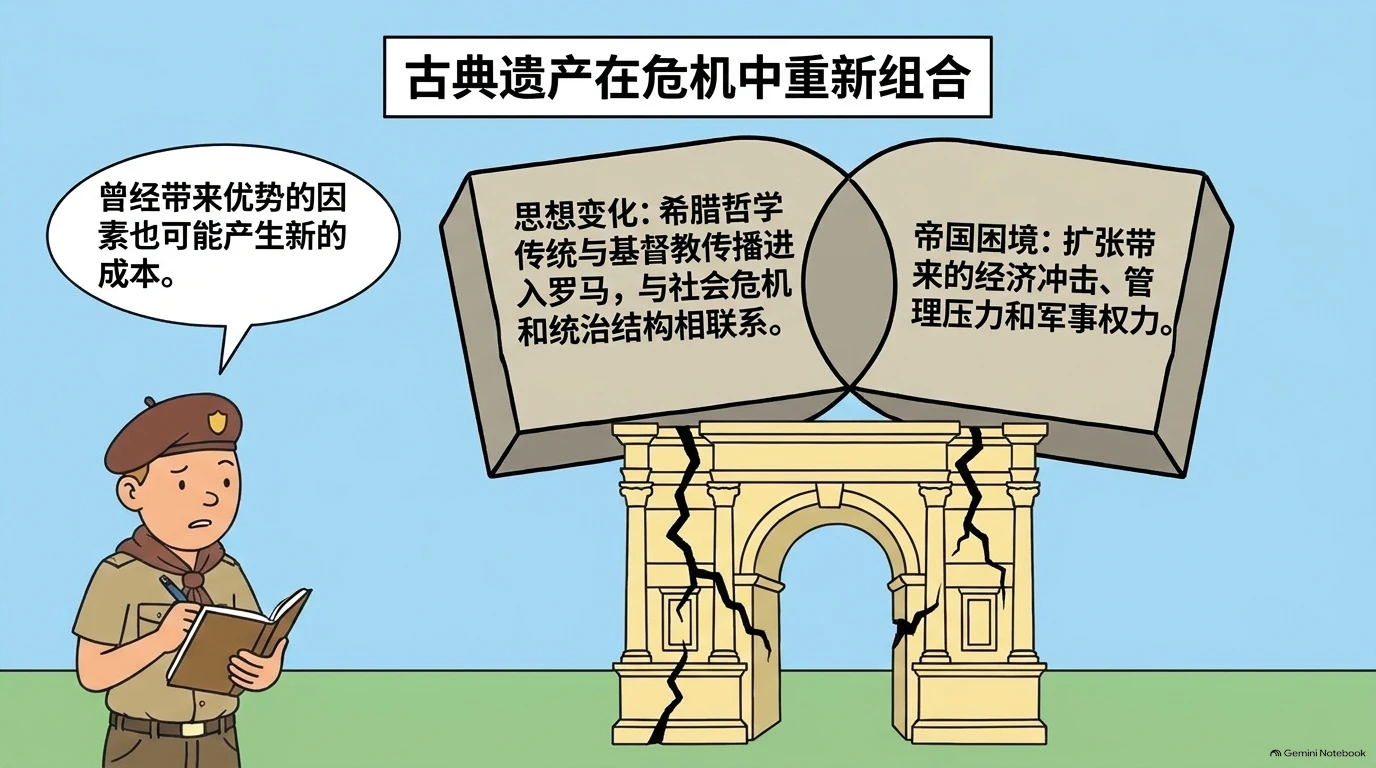 古典遗产在危机中重新组合
曾经带来优势的因
素也可能产生新的
成本。
思想变化：希腊哲学
传统与基督教传播进
入罗马，与社会危机
和统治结构相联系。
帝国困境：扩张带
来的经济冲击、管
理压力和军事权力。
Gemini Notebook